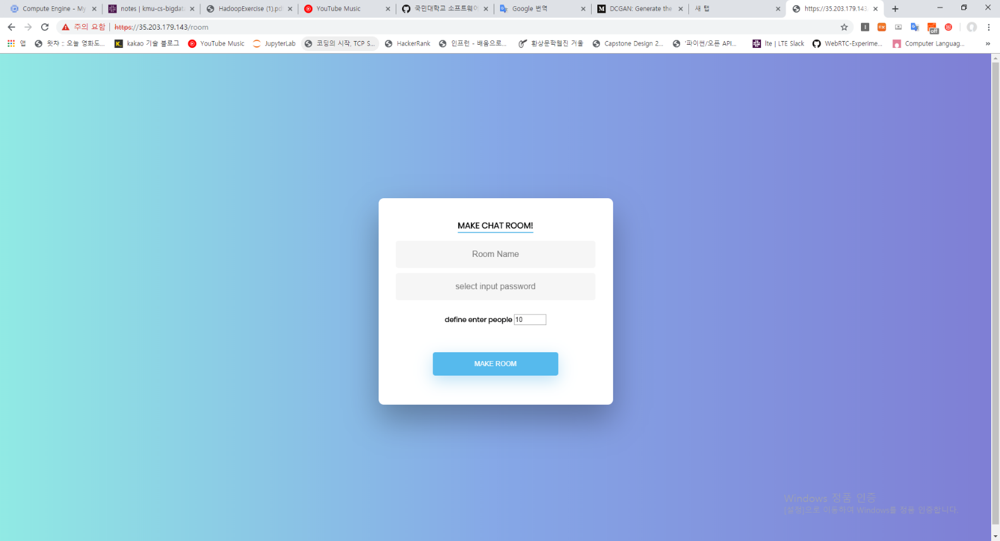 Compute Engine - My
notes | kmu-cs-bigdat
HadoopExercise (1).pd
YouTube Music
국민대학교 소프트웨어
Google 번역
DCGAN: Generate the
새 탭
https://35.203.179.143
주의 요함 | https://35.203.179.143/room
앱
왓챠 :: 오늘 영화도...
kakao 기술 블로그
YouTube Music
JupyterLab
코딩의 시작, TCP S...
HackerRank
인프런 - 배움으로...
환상문학웹진 거울
Capstone Design 2...
'파이썬/오픈 API...
lte | LTE Slack
WebRTC-Experime...
Computer Languag...
»
MAKE CHAT ROOM!
Room Name
select input password
define enter people 10
MAKE ROOM
Windows 정품 인증
[설정]으로 이동하여 Windows를 정품 인증합니다.